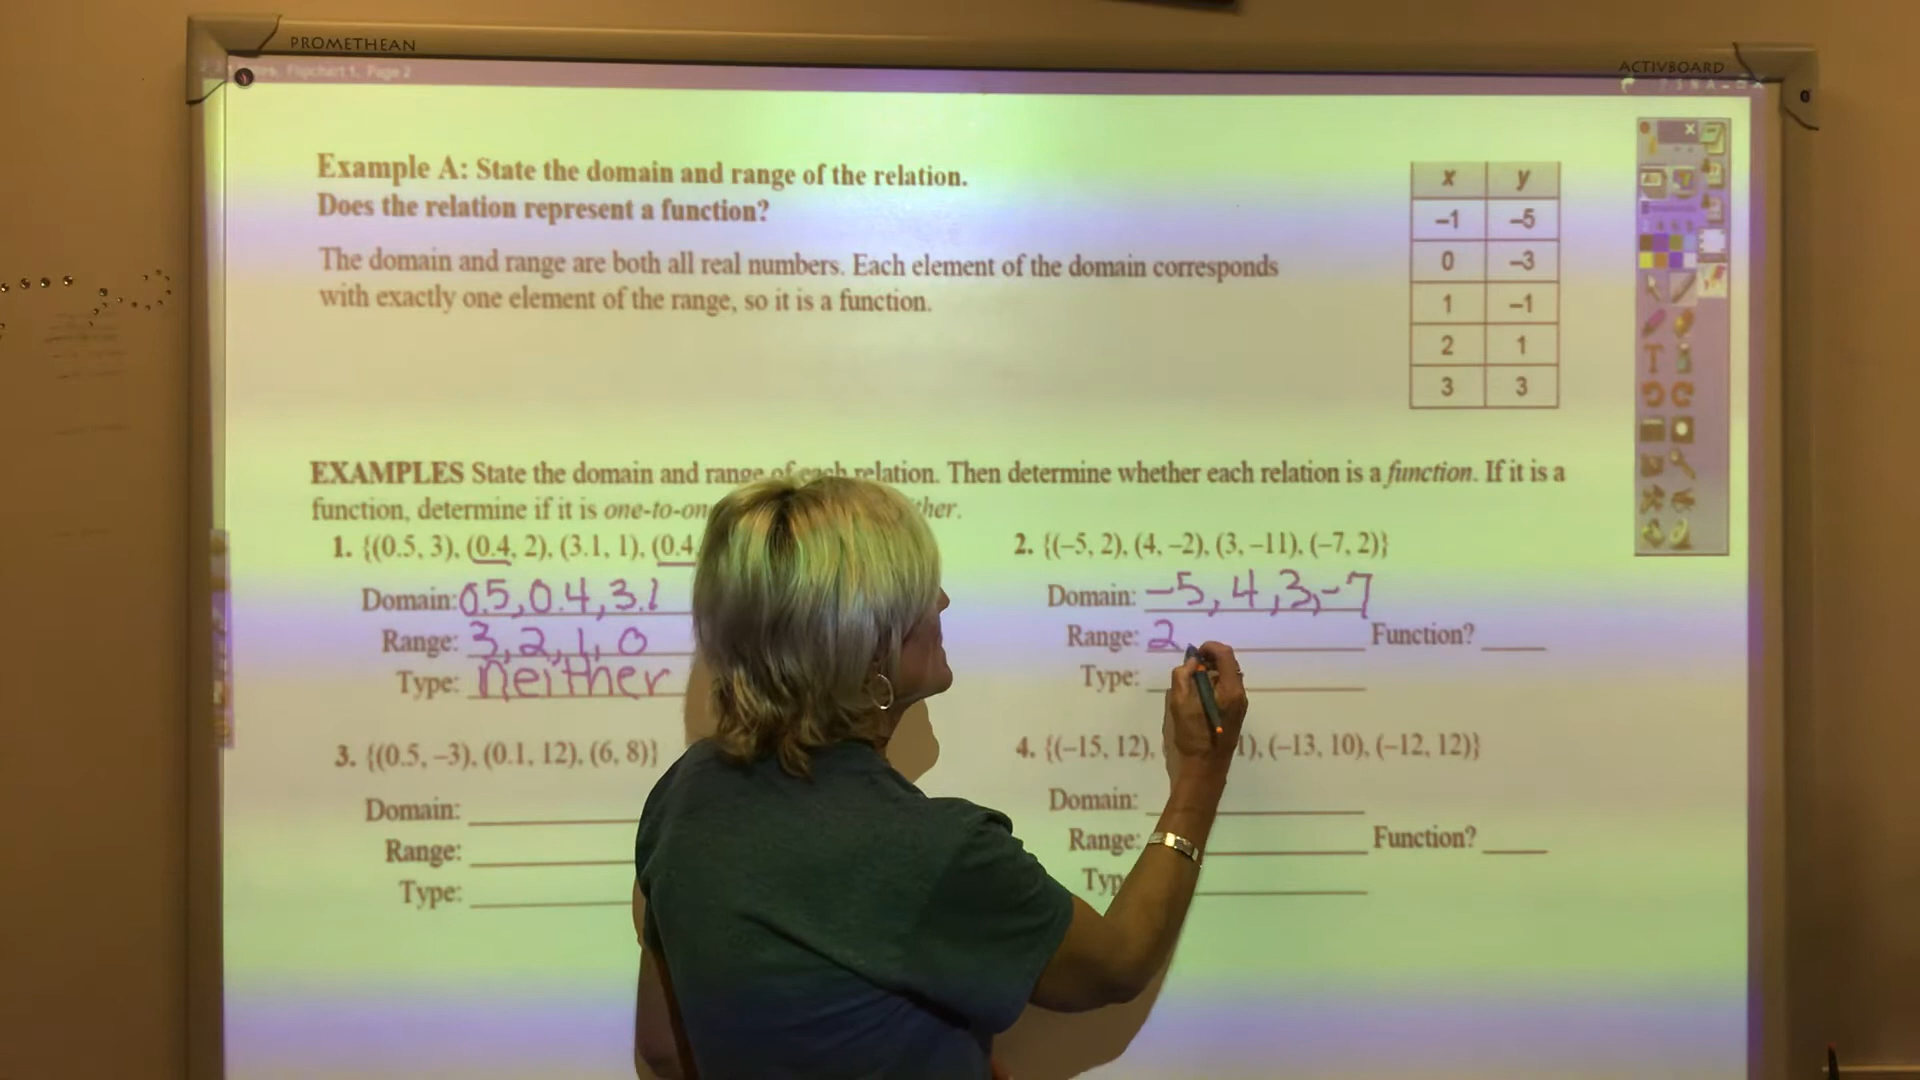 PROMETHEAN
ACTIVBOARD
Flipchart 1, Page 2
Example A: State the domain and range of the relation.
Does the relation represent a function?
The domain and range are both all real numbers. Each element of the domain corresponds
with exactly one element of the range, so it is a function.
x y
–1 –5
0 –3
1 –1
2 1
3 3
EXAMPLES State the domain and range of each relation. Then determine whether each relation is a function. If it is a
function, determine if it is one-to-on
1. {(0.5, 3), (0.4, 2), (3.1, 1), (0.4,
Domain: 0.5, 0.4, 3.1
Range: 3, 2, 1, 0
Type: neither
2. {(–5, 2), (4, –2), (3, –11), (–7, 2)}
Domain: -5, 4, 3, -7
Range: 2 Function?
Type:
3. {(0.5, –3), (0.1, 12), (6, 8)}
Domain:
Range:
Type:
4. {(–15, 12), 1), (–13, 10), (–12, 12)}
Domain:
Range: Function?
Typ